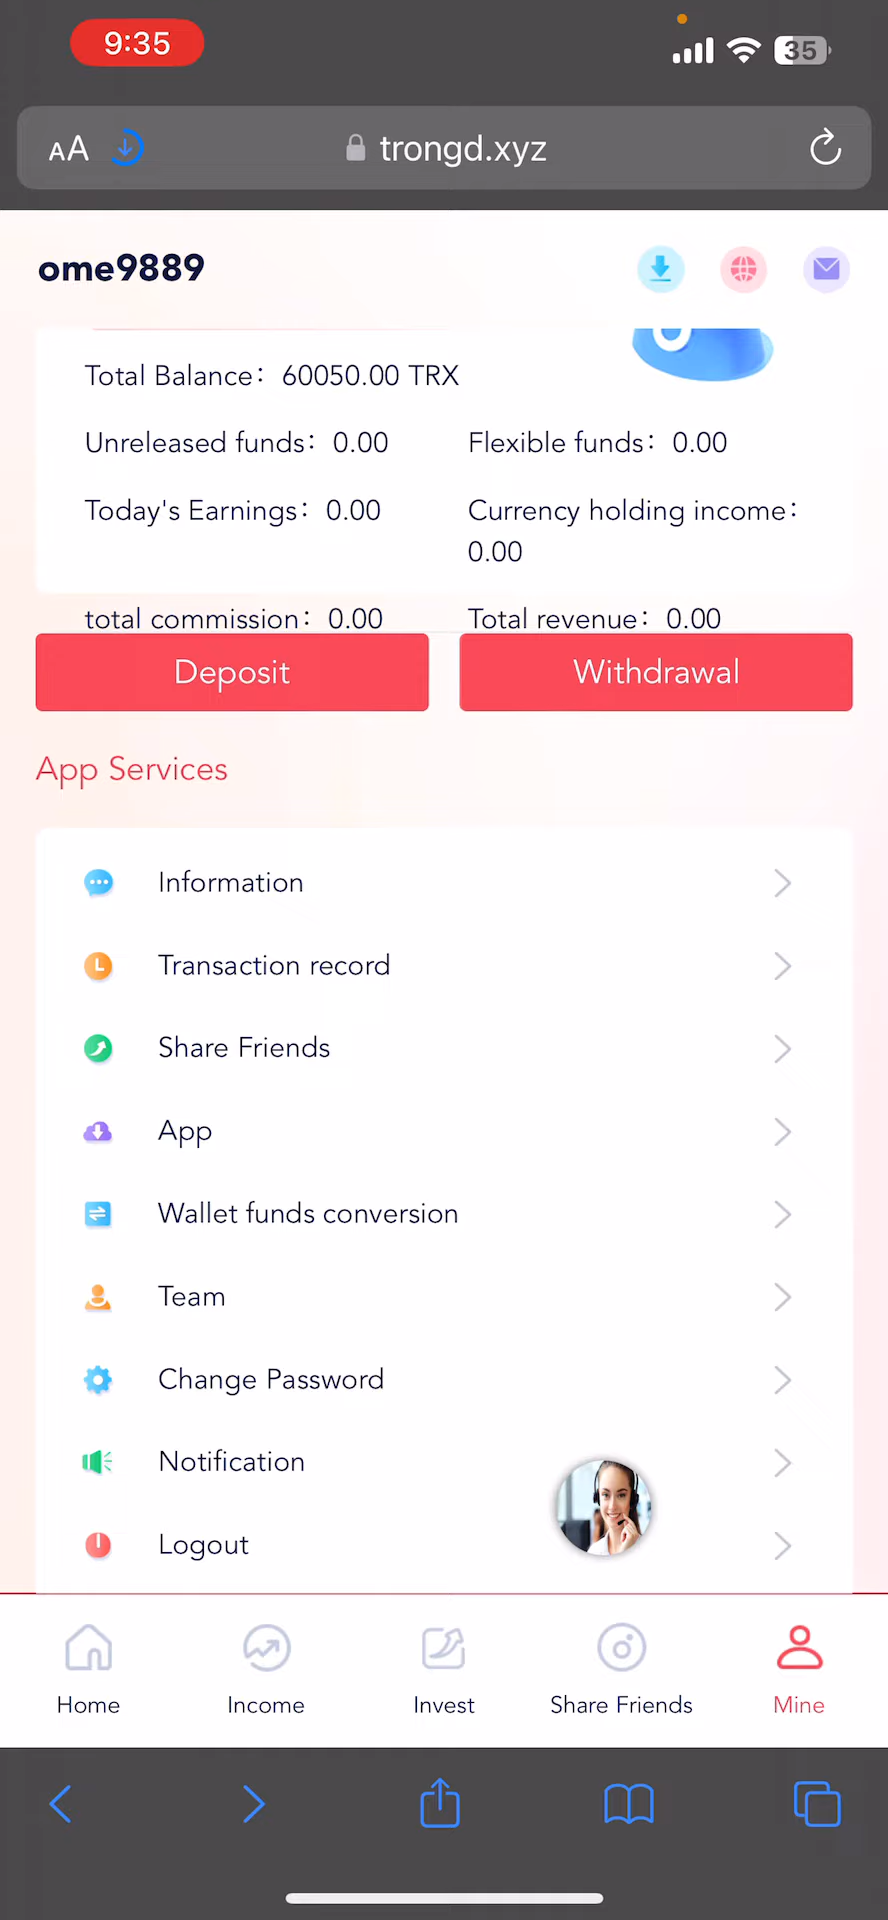 9:35
35
AA
trongd.xyz
ome9889
Total Balance: 60050.00 TRX
Unreleased funds: 0.00
Flexible funds: 0.00
Today's Earnings: 0.00
Currency holding income:
0.00
total commission: 0.00
Total revenue: 0.00
Deposit
Withdrawal
App Services
Information
Transaction record
Share Friends
App
Wallet funds conversion
Team
Change Password
Notification
Logout
Home
Income
Invest
Share Friends
Mine